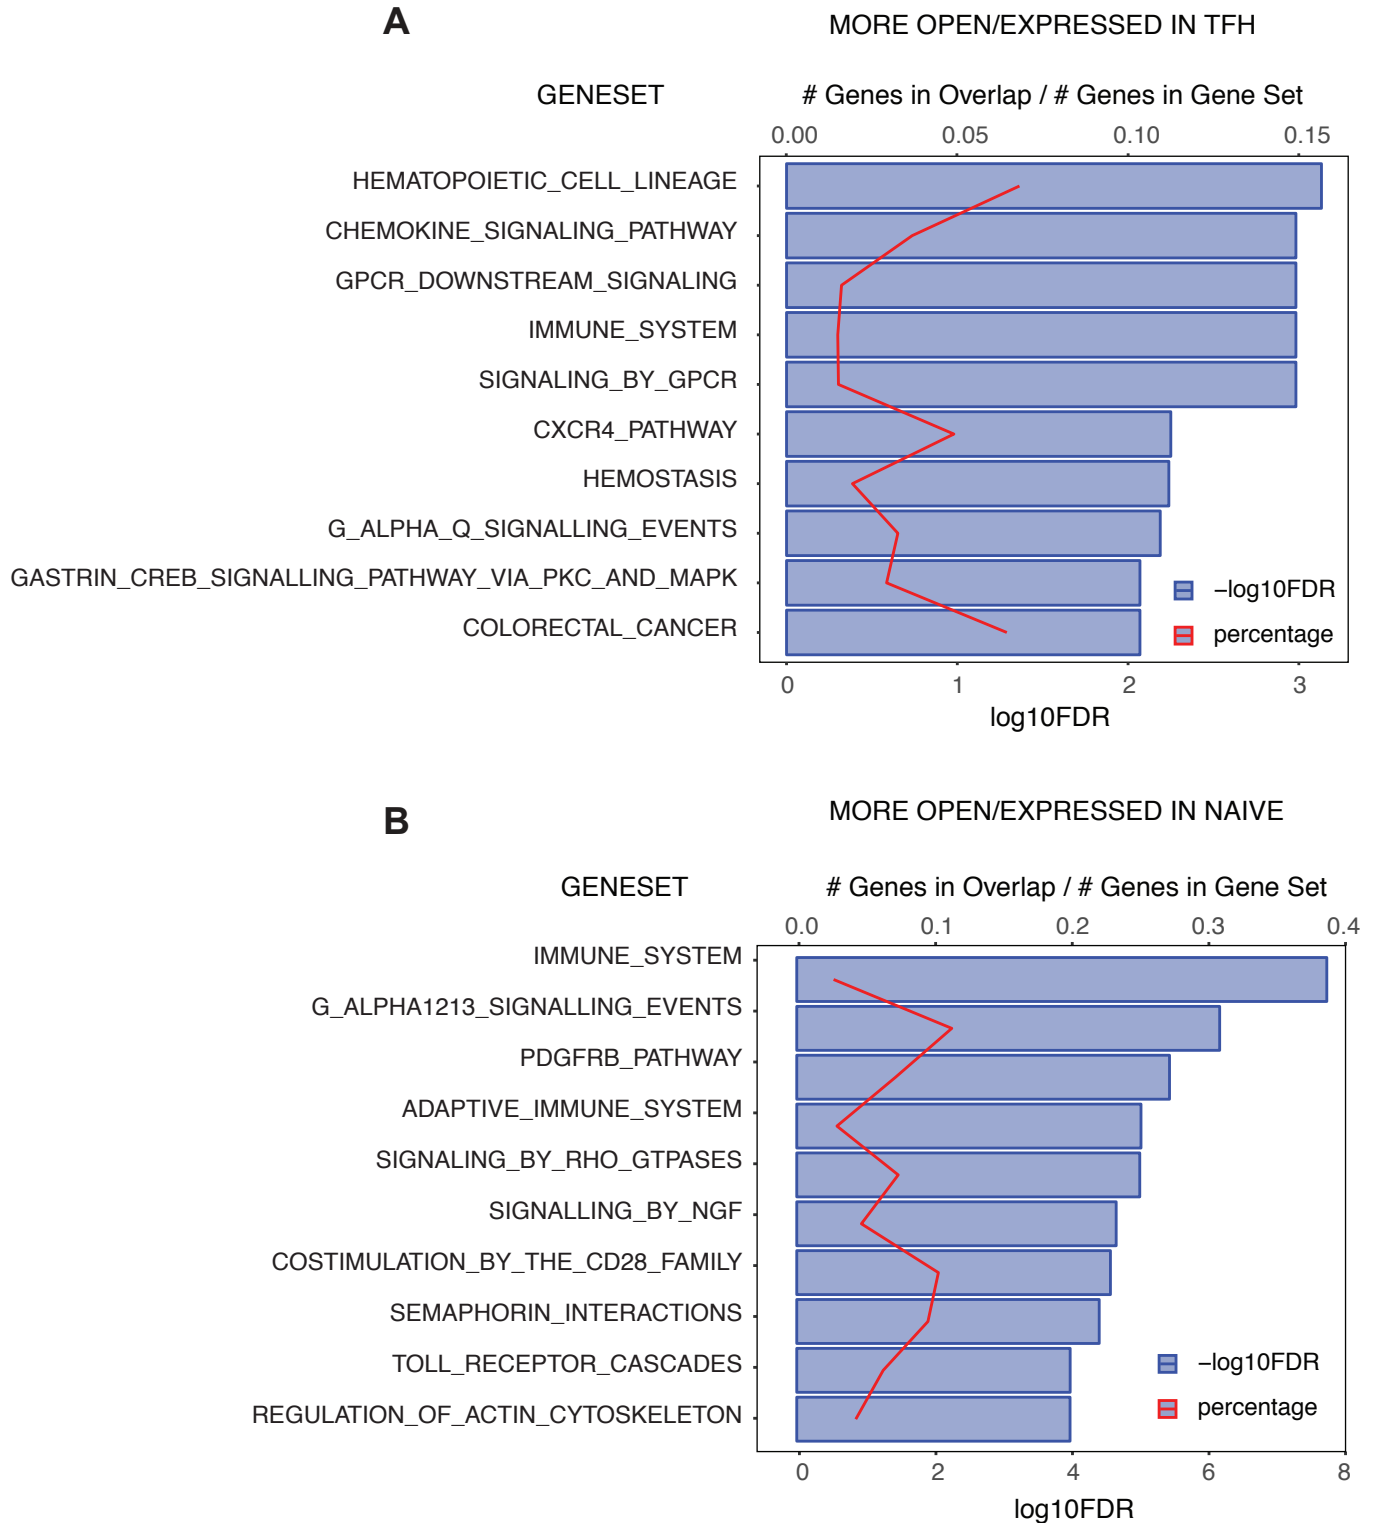 A
MORE OPEN/EXPRESSED IN TFH
GENESET
# Genes in Overlap / # Genes in Gene Set
0.00 0.05 0.10 0.15
HEMATOPOIETIC_CELL_LINEAGE
CHEMOKINE_SIGNALING_PATHWAY
GPCR_DOWNSTREAM_SIGNALING
IMMUNE_SYSTEM
SIGNALING_BY_GPCR
CXCR4_PATHWAY
HEMOSTASIS
G_ALPHA_Q_SIGNALLING_EVENTS
GASTRIN_CREB_SIGNALLING_PATHWAY_VIA_PKC_AND_MAPK
COLORECTAL_CANCER
−log10FDR
percentage
0 1 2 3
log10FDR
B
MORE OPEN/EXPRESSED IN NAIVE
GENESET
# Genes in Overlap / # Genes in Gene Set
0.0 0.1 0.2 0.3 0.4
IMMUNE_SYSTEM
G_ALPHA1213_SIGNALLING_EVENTS
PDGFRB_PATHWAY
ADAPTIVE_IMMUNE_SYSTEM
SIGNALING_BY_RHO_GTPASES
SIGNALLING_BY_NGF
COSTIMULATION_BY_THE_CD28_FAMILY
SEMAPHORIN_INTERACTIONS
TOLL_RECEPTOR_CASCADES
REGULATION_OF_ACTIN_CYTOSKELETON
−log10FDR
percentage
0 2 4 6 8
log10FDR